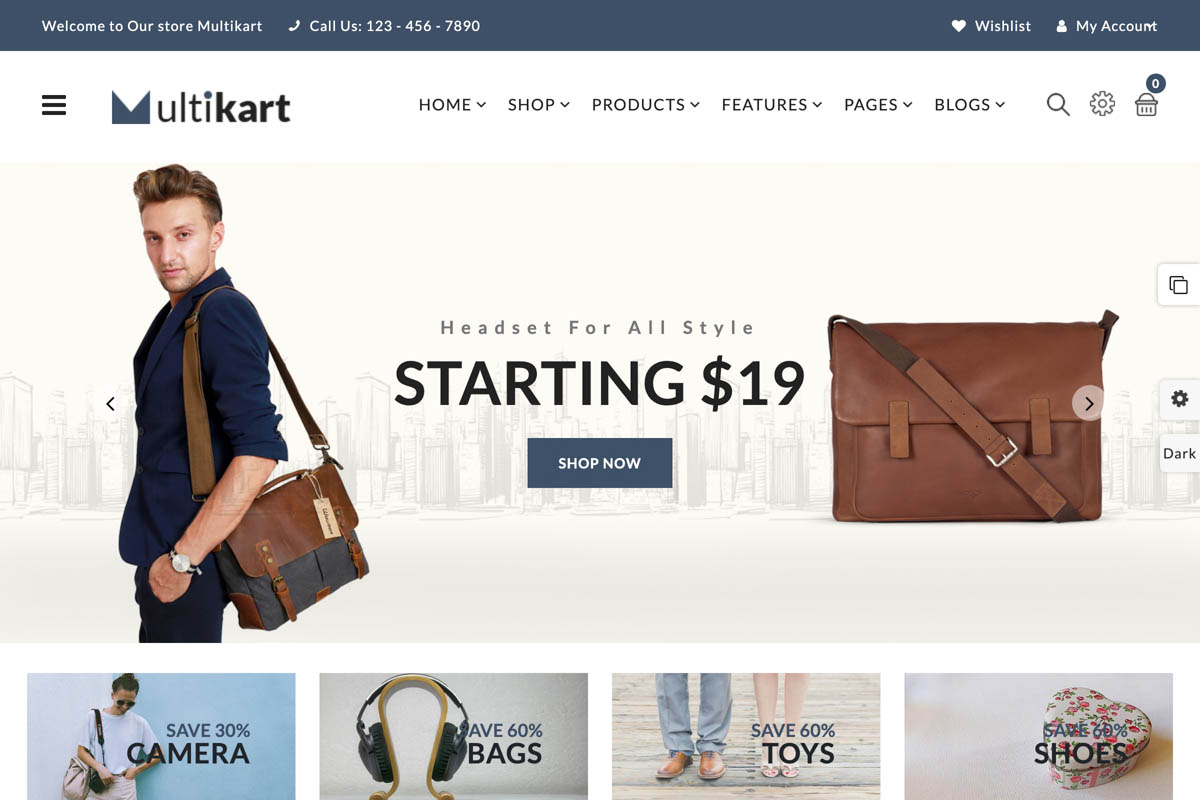 Welcome to Our store Multikart
Call Us: 123 - 456 - 7890
Wishlist
My Account
Multikart
HOME
SHOP
PRODUCTS
FEATURES
PAGES
BLOGS
0
Headset For All Style
STARTING $19
SHOP NOW
Dark
SAVE 30%
CAMERA
SAVE 60%
BAGS
SAVE 60%
TOYS
SAVE 60%
SHOES